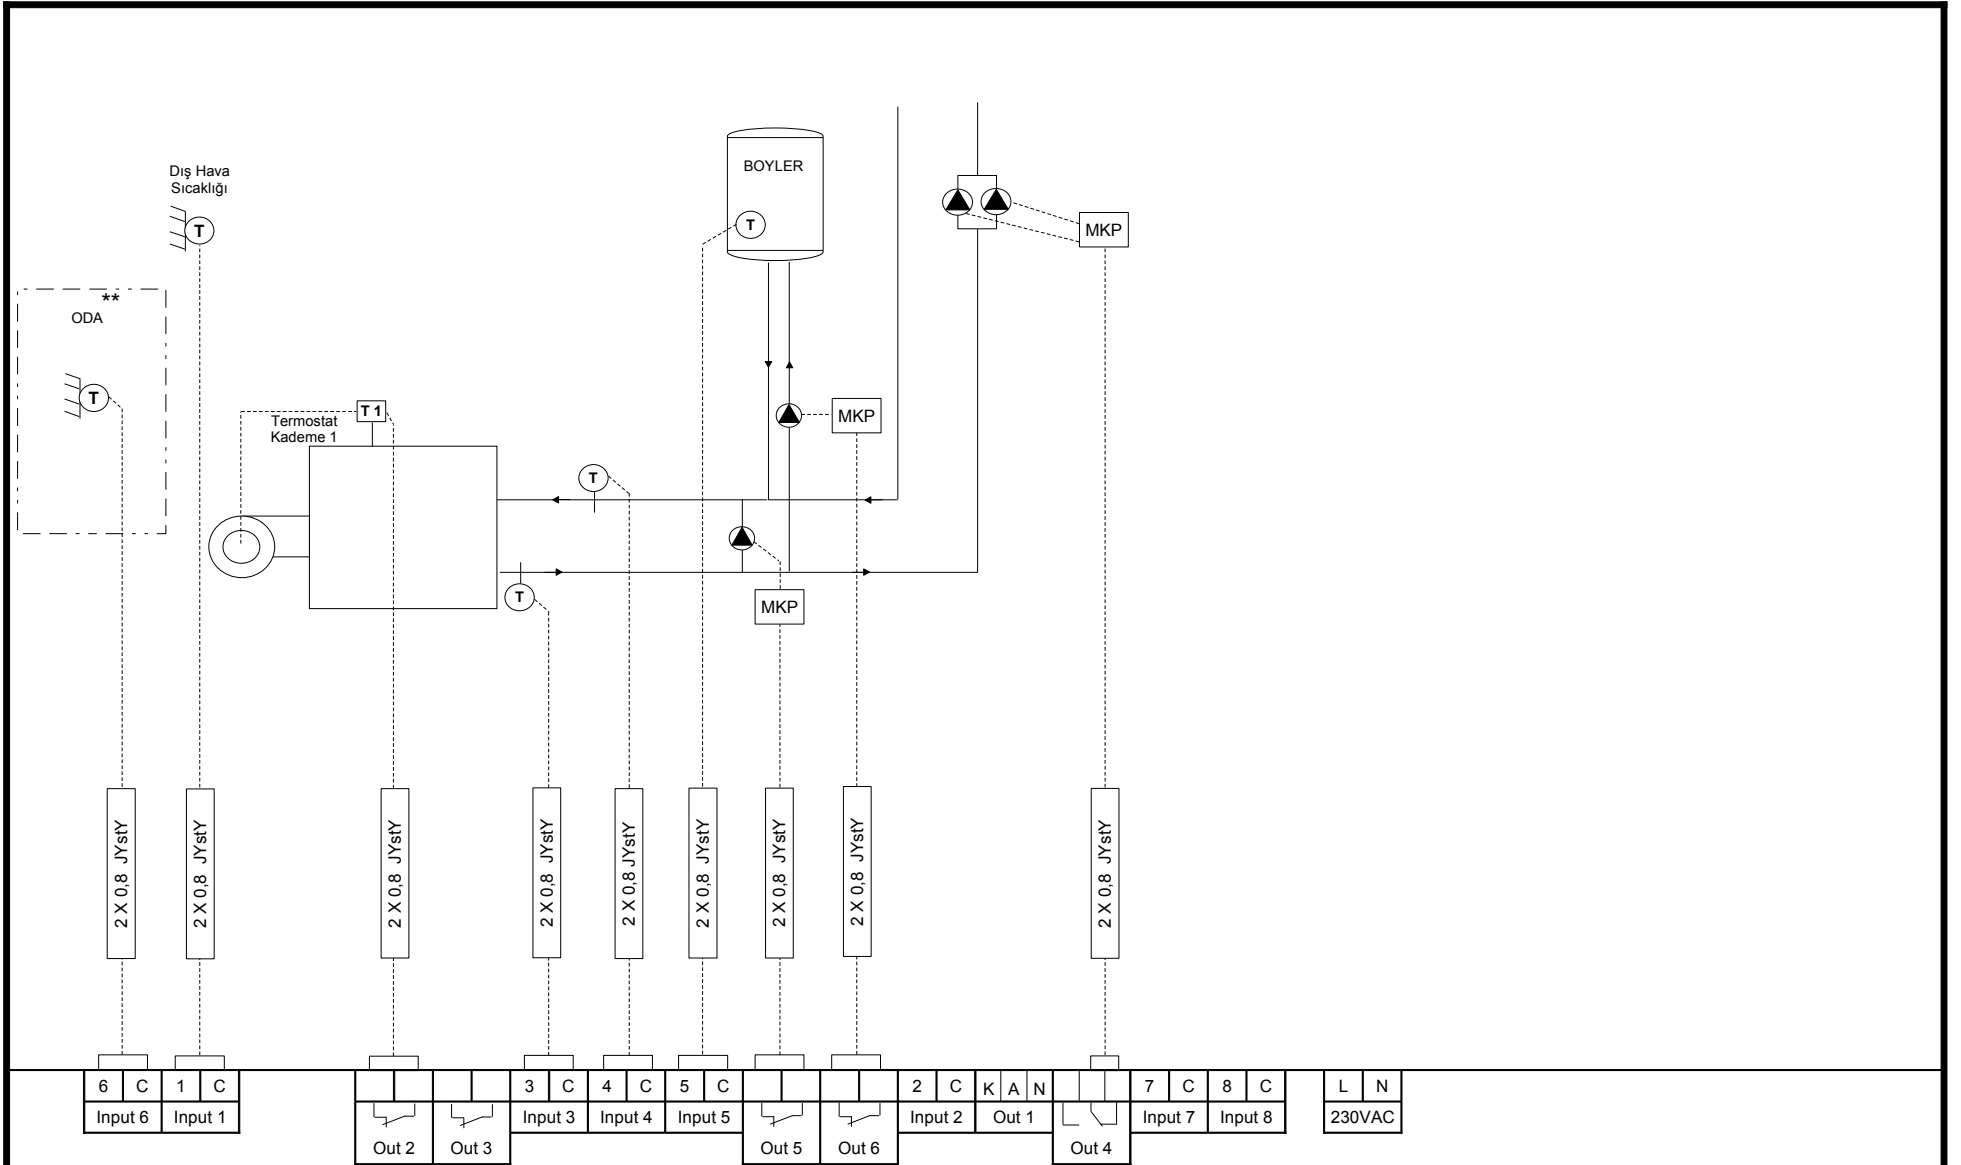 BOYLER
Dış Hava
Sıcaklığı
T
T
MKP
**
ODA
T
T 1
Termostat
Kademe 1
MKP
T
T
MKP
2 X 0,8 JYstY
2 X 0,8 JYstY
2 X 0,8 JYstY
2 X 0,8 JYstY
2 X 0,8 JYstY
2 X 0,8 JYstY
2 X 0,8 JYstY
2 X 0,8 JYstY
2 X 0,8 JYstY
6 C 1 C 3 C 4 C 5 C 2 C K A N 7 C 8 C L N
Input 6 Input 1 Input 3 Input 4 Input 5 Input 2 Out 1 Input 7 Input 8 230VAC
Out 2 Out 3 Out 5 Out 6 Out 4